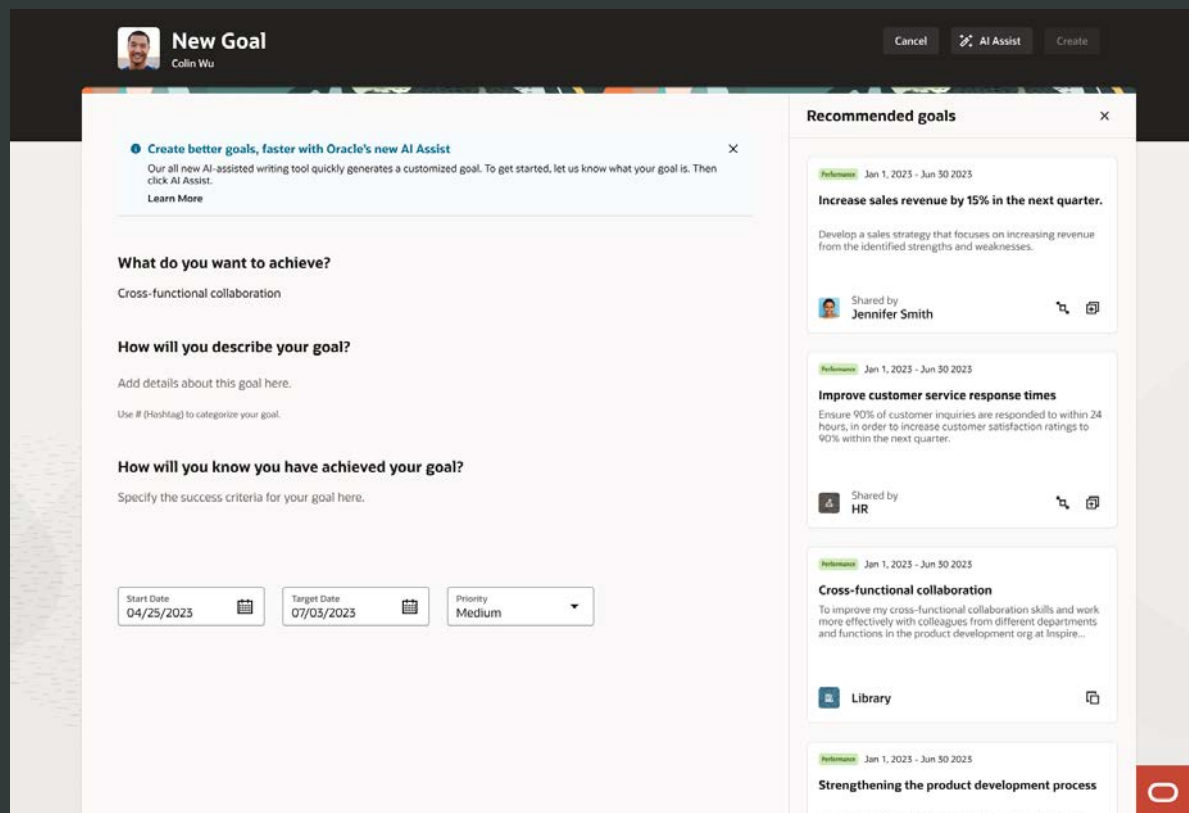 New Goal
Colin Wu
Cancel
AI Assist
Create
Create better goals, faster with Oracle's new AI Assist
Our all new AI-assisted writing tool quickly generates a customized goal. To get started, let us know what your goal is. Then
click AI Assist.
Learn More
What do you want to achieve?
Cross-functional collaboration
How will you describe your goal?
Add details about this goal here.
Use # (Hashtag) to categorize your goal.
How will you know you have achieved your goal?
Specify the success criteria for your goal here.
Start Date
04/25/2023
Target Date
07/03/2023
Priority
Medium
Recommended goals
Performance Jan 1, 2023 - Jun 30 2023
Increase sales revenue by 15% in the next quarter.
Develop a sales strategy that focuses on increasing revenue
from the identified strengths and weaknesses.
Shared by
Jennifer Smith
Performance Jan 1, 2023 - Jun 30 2023
Improve customer service response times
Ensure 90% of customer inquiries are responded to within 24
hours, in order to increase customer satisfaction ratings to
90% within the next quarter.
Shared by
HR
Performance Jan 1, 2023 - Jun 30 2023
Cross-functional collaboration
To improve my cross-functional collaboration skills and work
more effectively with colleagues from different departments
and functions in the product development org at Inspire...
Library
Performance Jan 1, 2023 - Jun 30 2023
Strengthening the product development process